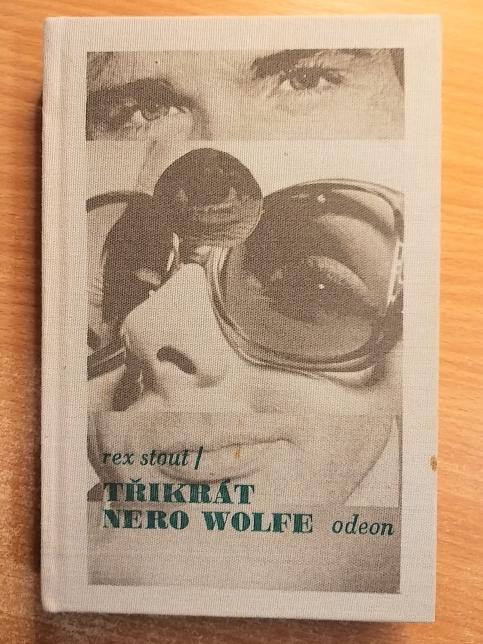 rex stout /
TŘIKRÁT
NERO WOLFE odeon